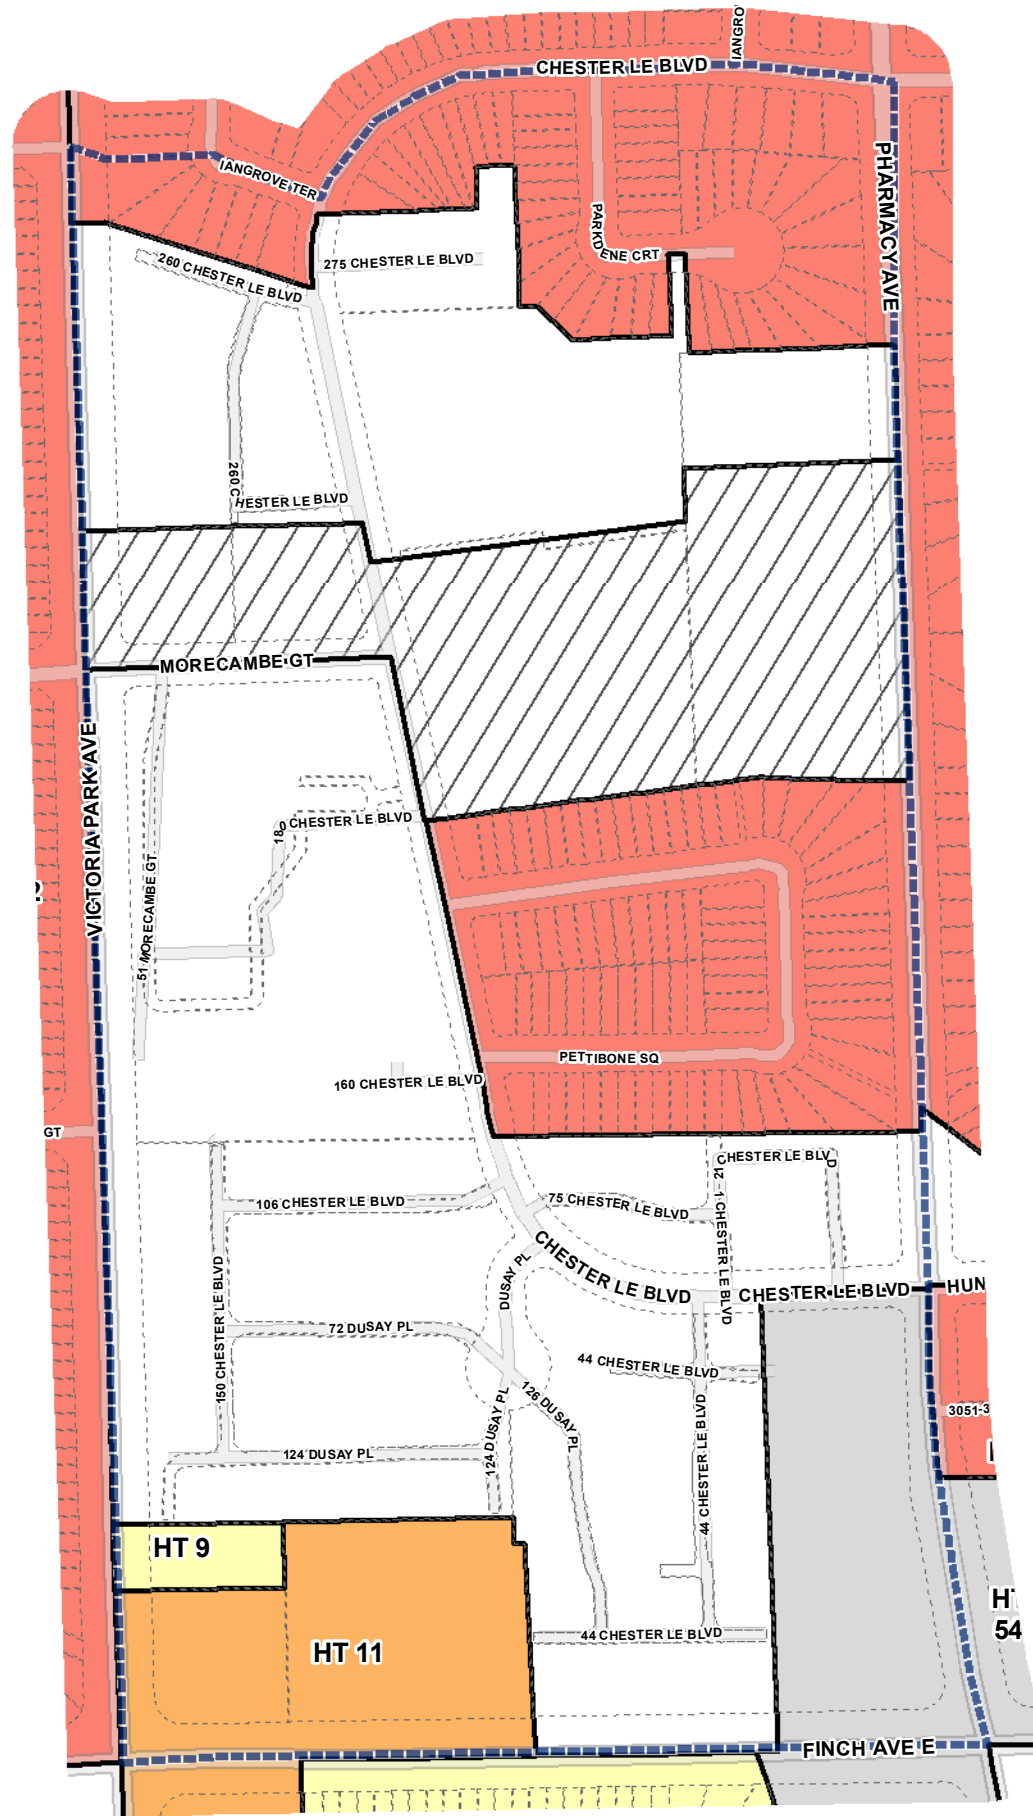 IANGROV
CHESTER LE BLVD
IANGROVE TER
PHARMACY AVE
PARKDENE CRT
260 CHESTER LE BLVD
275 CHESTER LE BLVD
260 CHESTER LE BLVD
MORECAMBE GT
VICTORIA PARK AVE
180 CHESTER LE BLVD
51 MORECAMBE GT
PETTIBONE SQ
160 CHESTER LE BLVD
GT
CHESTER LE BLVD
121 CHESTER LE BLVD
106 CHESTER LE BLVD
75 CHESTER LE BLVD
CHESTER LE BLVD
DUSAY PL
CHESTER LE BLVD
HUN
150 CHESTER LE BLVD
72 DUSAY PL
44 CHESTER LE BLVD
126 DUSAY PL
124 DUSAY PL
3051-3
124 DUSAY PL
44 CHESTER LE BLVD
HT 9
HT
54
44 CHESTER LE BLVD
HT 11
FINCH AVE E